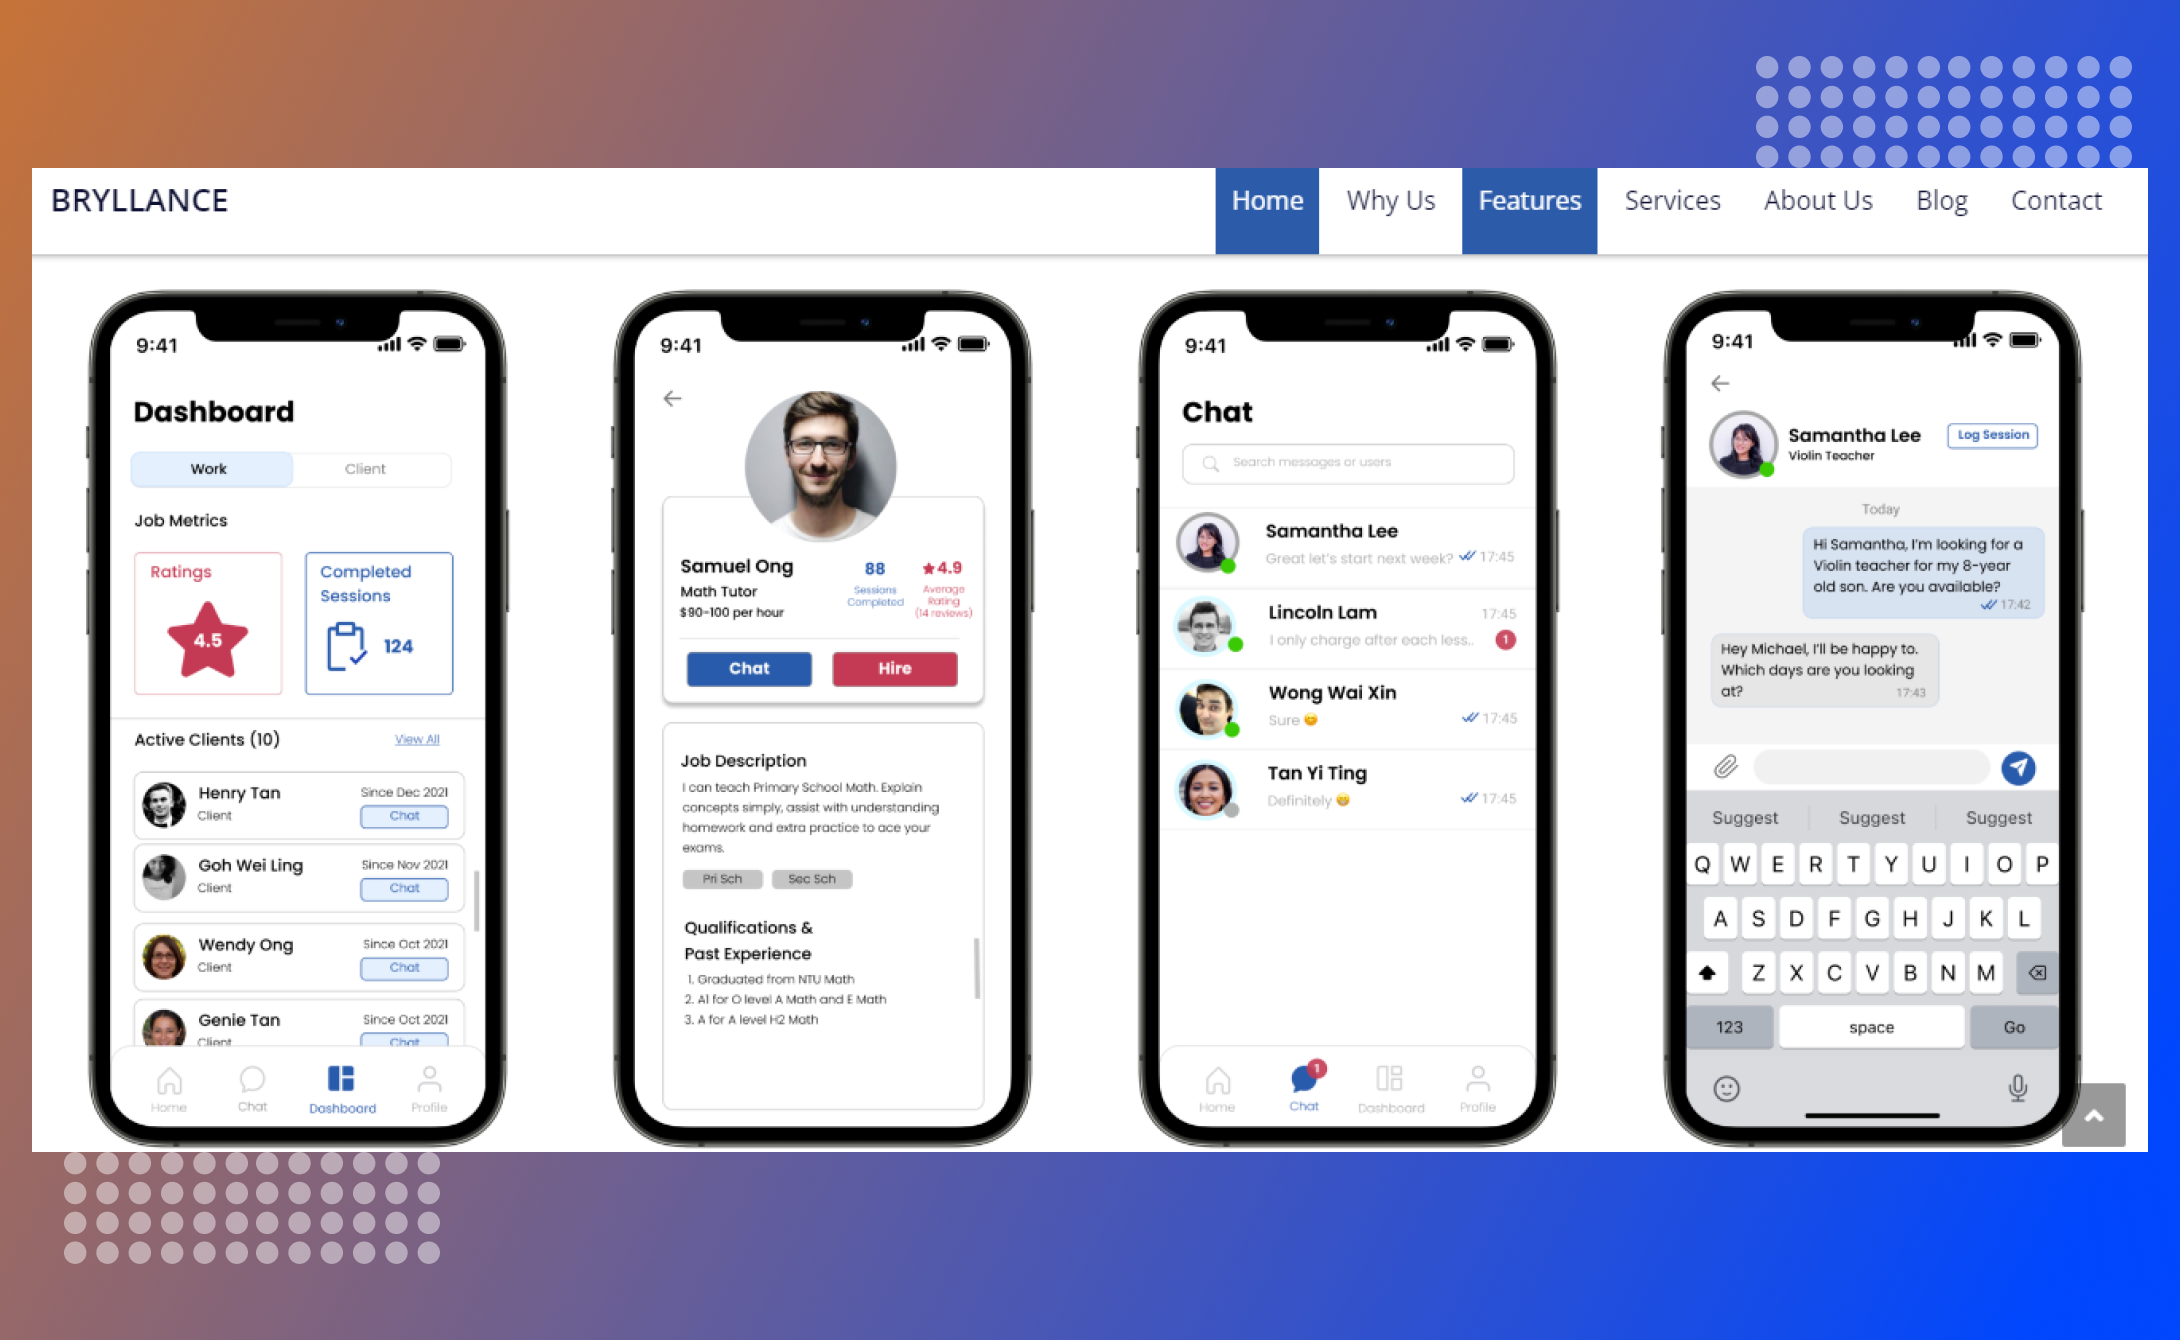 BRYLLANCE
Home Why Us Features Services About Us Blog Contact
9:41
Dashboard
Work Client
Job Metrics
Ratings
4.5
Completed
Sessions
124
Active Clients (10) View All
Henry Tan
Client
Since Dec 2021
Chat
Goh Wei Ling
Client
Since Nov 2021
Chat
Wendy Ong
Client
Since Oct 2021
Chat
Genie Tan
Client
Since Oct 2021
Chat
Home Chat Dashboard Profile
9:41
Samuel Ong
Math Tutor
$90-100 per hour
88
Sessions
Completed
4.9
Average
Rating
(14 reviews)
Chat Hire
Job Description
I can teach Primary School Math. Explain
concepts simply, assist with understanding
homework and extra practice to ace your
exams.
Pri Sch Sec Sch
Qualifications &
Past Experience
1. Graduated from NTU Math
2. A1 for O level A Math and E Math
3. A for A level H2 Math
9:41
Chat
Search messages or users
Samantha Lee
Great let's start next week? 17:45
Lincoln Lam 17:45
I only charge after each less.. 1
Wong Wai Xin
Sure 😊 17:45
Tan Yi Ting
Definitely 😁 17:45
1
Home Chat Dashboard Profile
9:41
Samantha Lee
Violin Teacher
Log Session
Today
Hi Samantha, I'm looking for a
Violin teacher for my 8-year
old son. Are you available?
17:42
Hey Michael, I'll be happy to.
Which days are you looking
at? 17:43
Suggest Suggest Suggest
Q W E R T Y U I O P
A S D F G H J K L
Z X C V B N M
123 space Go